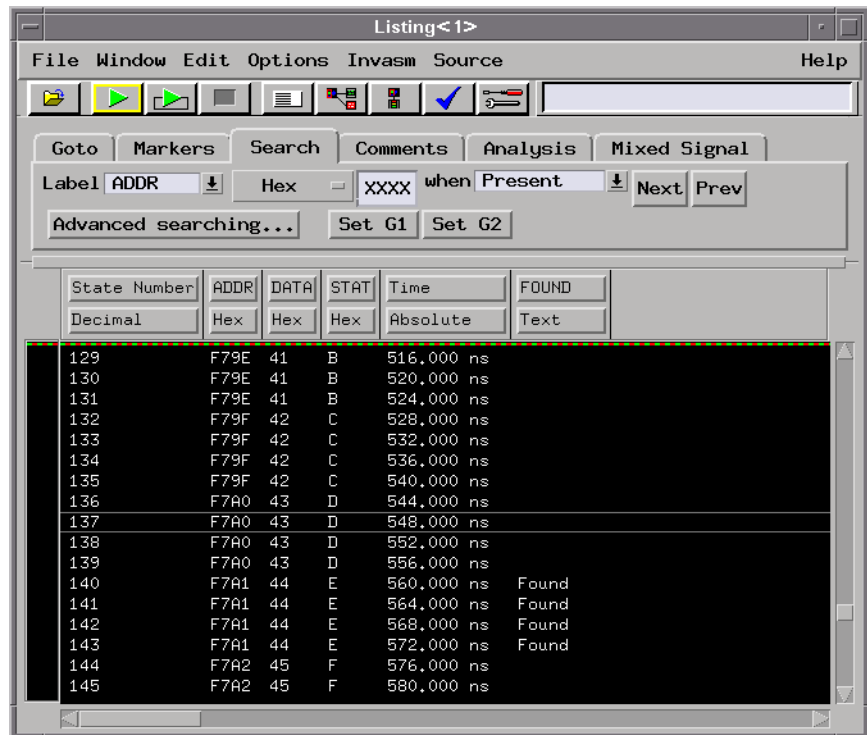 Listing<1>
File Window Edit Options Invasm Source Help
Goto Markers Search Comments Analysis Mixed Signal
Label ADDR Hex XXXX when Present Next Prev
Advanced searching... Set G1 Set G2
State Number ADDR DATA STAT Time FOUND
Decimal Hex Hex Hex Absolute Text
129 F79E 41 B 516.000 ns
130 F79E 41 B 520.000 ns
131 F79E 41 B 524.000 ns
132 F79F 42 C 528.000 ns
133 F79F 42 C 532.000 ns
134 F79F 42 C 536.000 ns
135 F79F 42 C 540.000 ns
136 F7A0 43 D 544.000 ns
137 F7A0 43 D 548.000 ns
138 F7A0 43 D 552.000 ns
139 F7A0 43 D 556.000 ns
140 F7A1 44 E 560.000 ns Found
141 F7A1 44 E 564.000 ns Found
142 F7A1 44 E 568.000 ns Found
143 F7A1 44 E 572.000 ns Found
144 F7A2 45 F 576.000 ns
145 F7A2 45 F 580.000 ns